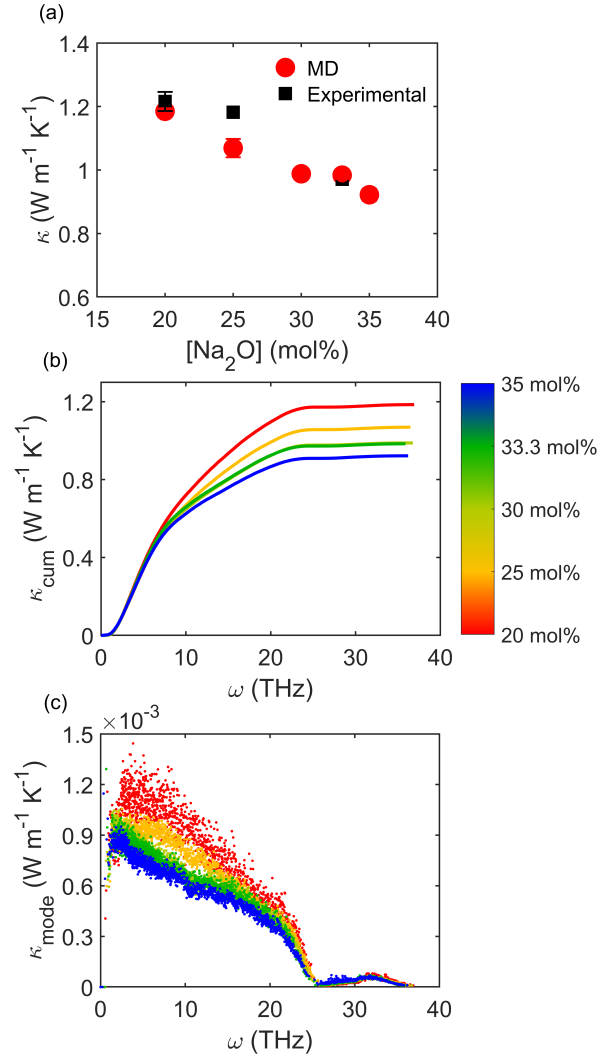 (a)
1.4
1.2
1
0.8
0.6
κ (W m⁻¹ K⁻¹)
MD
Experimental
15 20 25 30 35 40
[Na₂O] (mol%)
(b)
1.2
0.8
0.4
0
κcum (W m⁻¹ K⁻¹)
0 10 20 30 40
ω (THz)
35 mol%
33.3 mol%
30 mol%
25 mol%
20 mol%
(c)
×10⁻³
1.5
1.2
0.9
0.6
0.3
0
κmode (W m⁻¹ K⁻¹)
0 10 20 30 40
ω (THz)